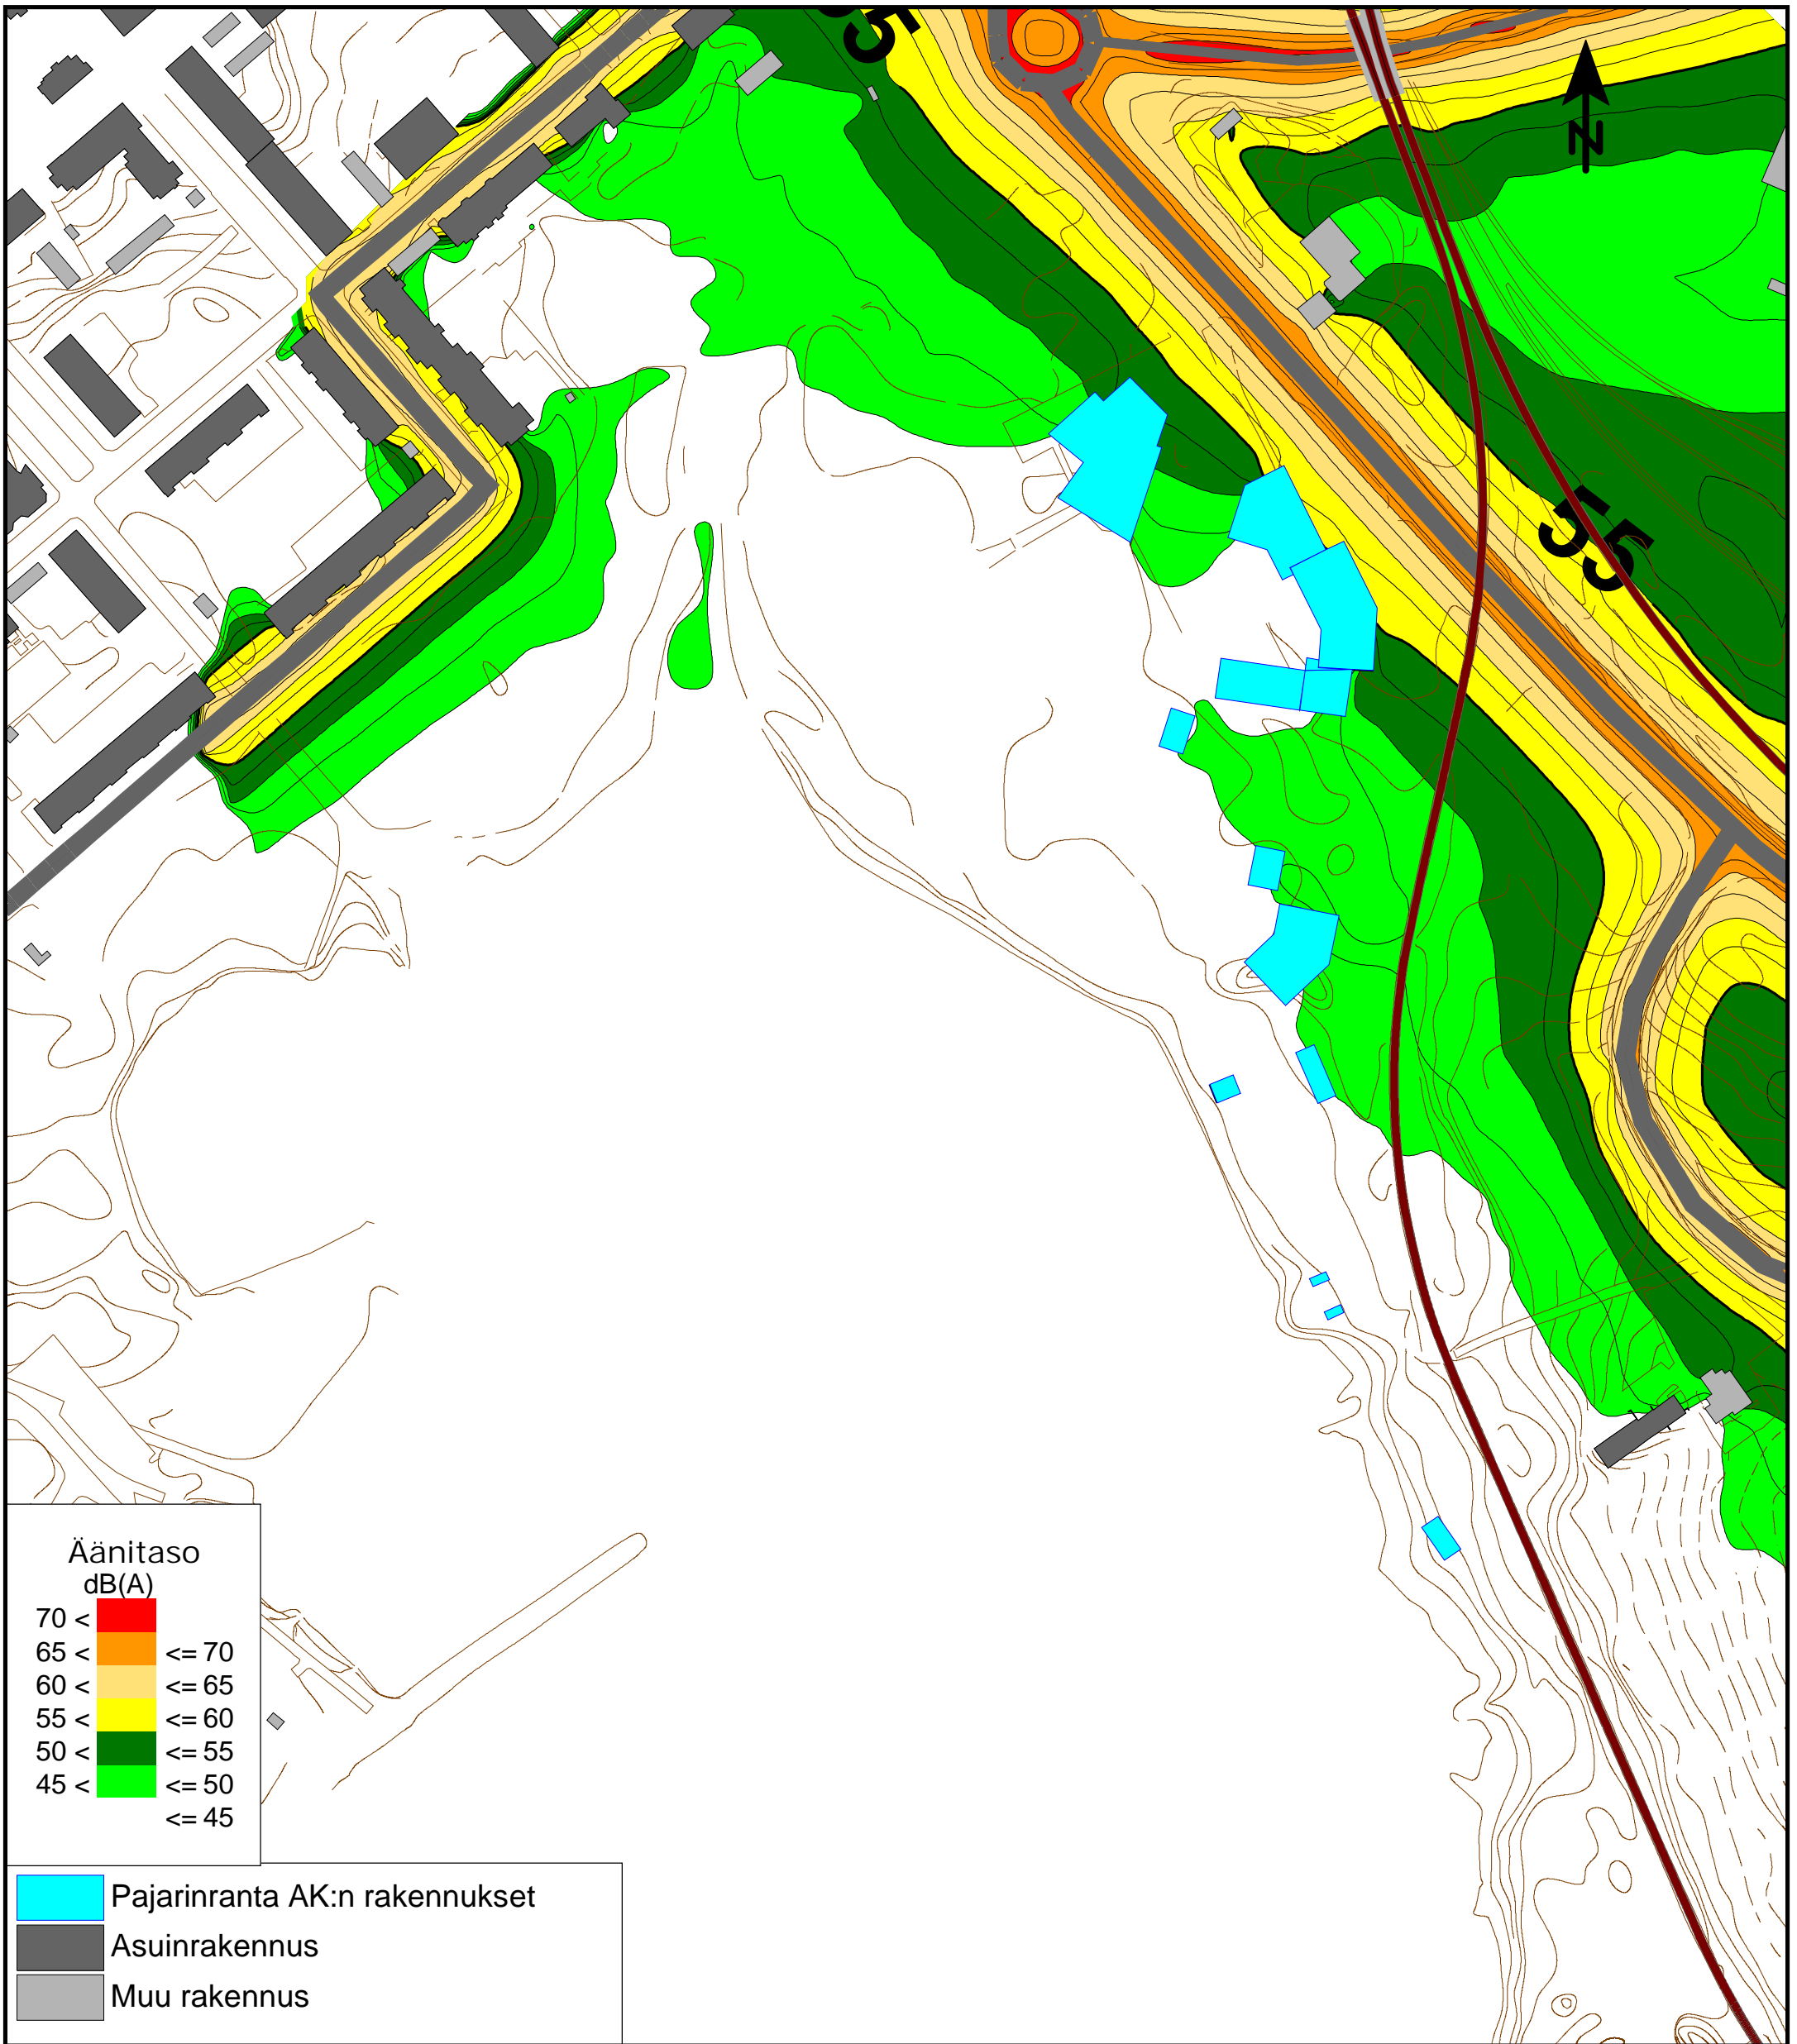 55
N
55
Äänitaso
dB(A)
70 <
65 < <= 70
60 < <= 65
55 < <= 60
50 < <= 55
45 < <= 50
<= 45
Pajarinranta AK:n rakennukset
Asuinrakennus
Muu rakennus